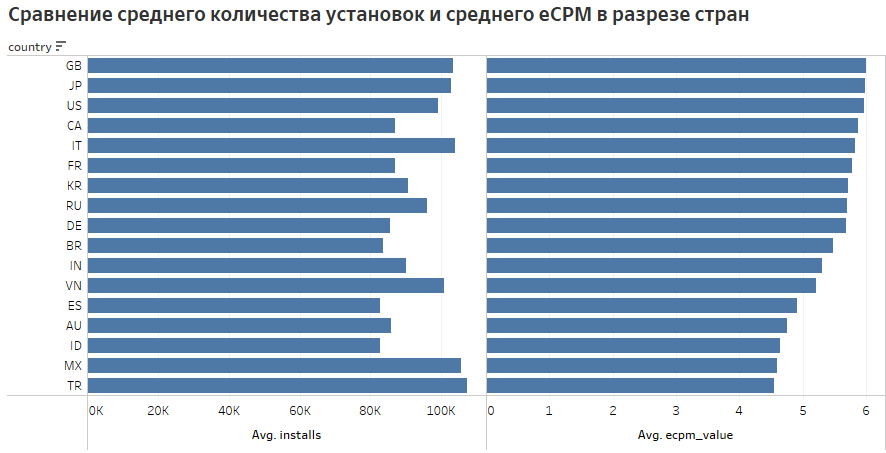 Сравнение среднего количества установок и среднего eCPM в разрезе стран
country
GB
JP
US
CA
IT
FR
KR
RU
DE
BR
IN
VN
ES
AU
ID
MX
TR
0K 20K 40K 60K 80K 100K 0 1 2 3 4 5 6
Avg. installs Avg. ecpm_value